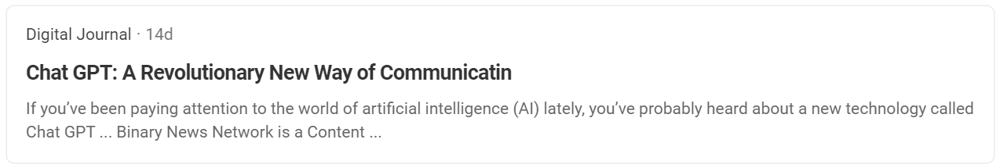 Digital Journal · 14d
Chat GPT: A Revolutionary New Way of Communicatin
If you’ve been paying attention to the world of artificial intelligence (AI) lately, you’ve probably heard about a new technology called
Chat GPT ... Binary News Network is a Content ...